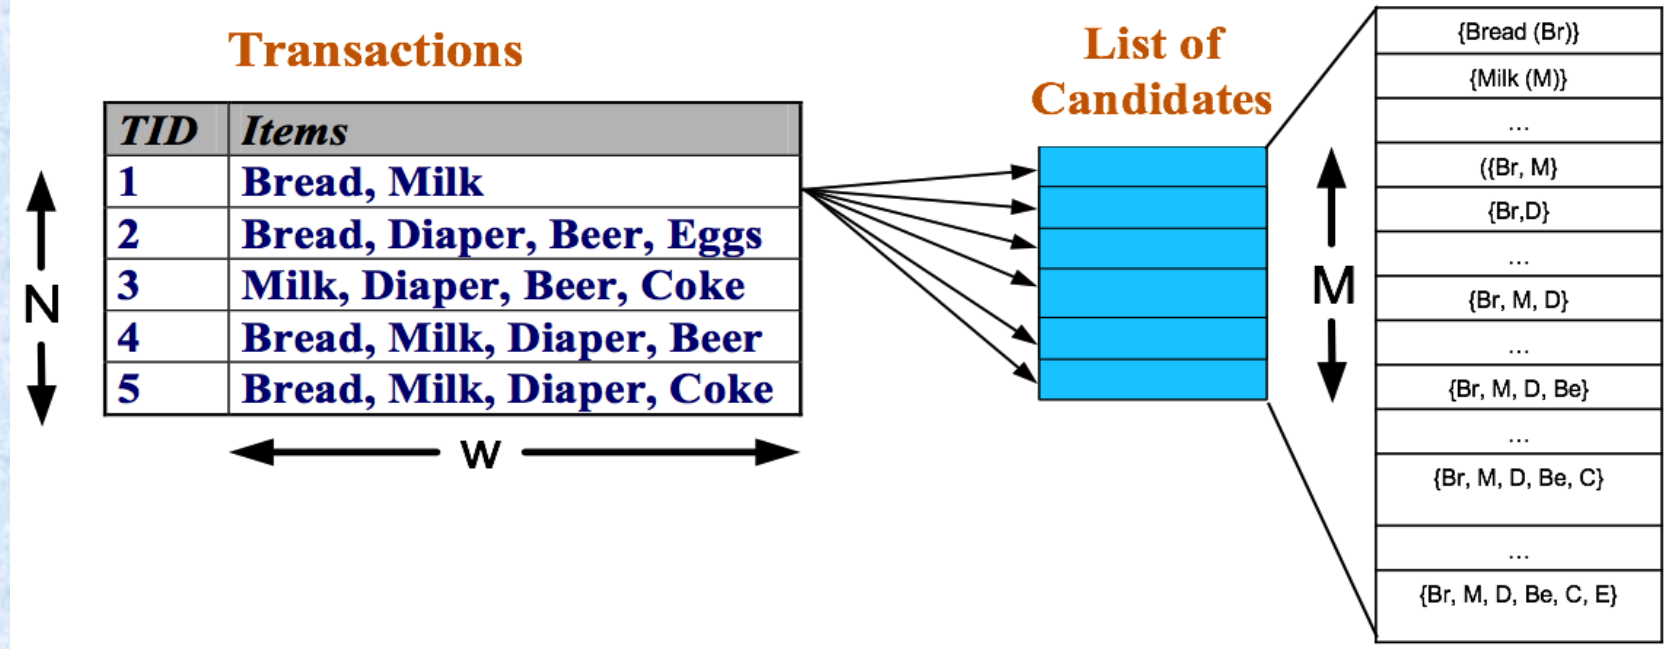 Transactions
TID Items
1 Bread, Milk
2 Bread, Diaper, Beer, Eggs
3 Milk, Diaper, Beer, Coke
4 Bread, Milk, Diaper, Beer
5 Bread, Milk, Diaper, Coke
N
w
List of
Candidates
M
{Bread (Br)}
{Milk (M)}
...
({Br, M}
{Br,D}
...
{Br, M, D}
...
{Br, M, D, Be}
...
{Br, M, D, Be, C}
...
{Br, M, D, Be, C, E}